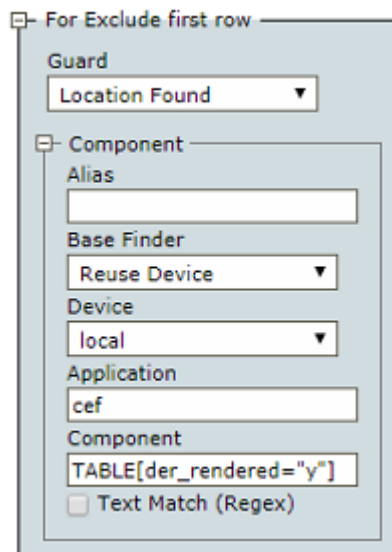 For Exclude first row
Guard
Location Found
Component
Alias
Base Finder
Reuse Device
Device
local
Application
cef
Component
TABLE[der_rendered="y"]
Text Match (Regex)